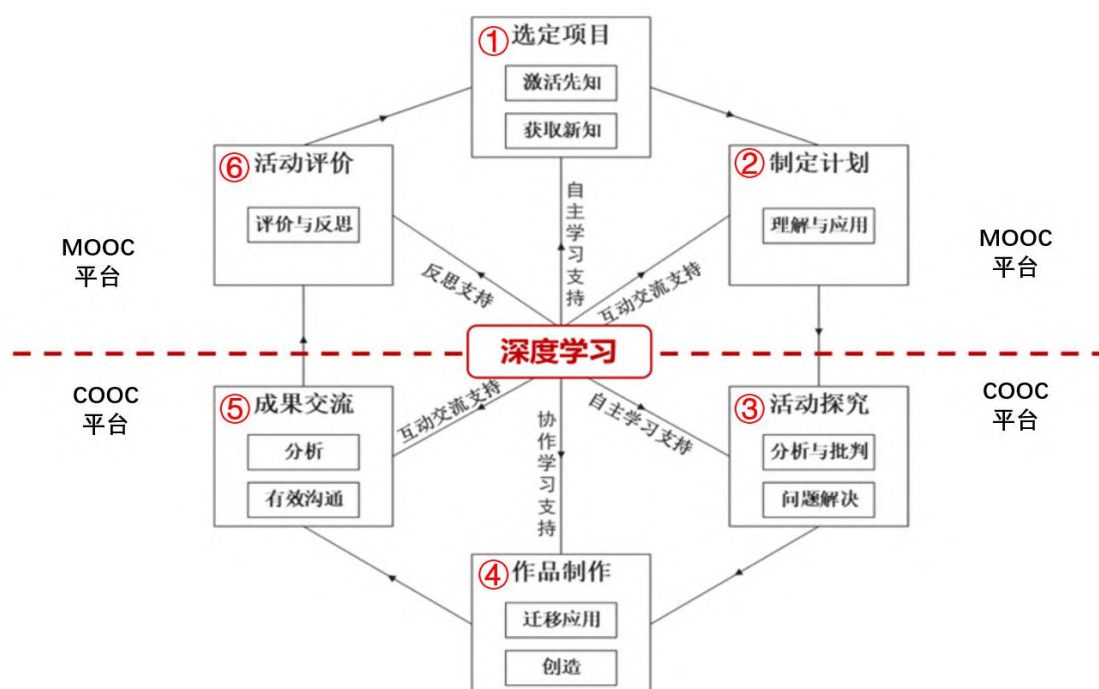 ①选定项目
激活先知
获取新知
⑥活动评价
评价与反思
②制定计划
理解与应用
MOOC
平台
MOOC
平台
自主学习支持
反思支持
互动交流支持
深度学习
COOC
平台
COOC
平台
⑤成果交流
分析
有效沟通
互动交流支持
协作学习支持
自主学习支持
③活动探究
分析与批判
问题解决
④作品制作
迁移应用
创造